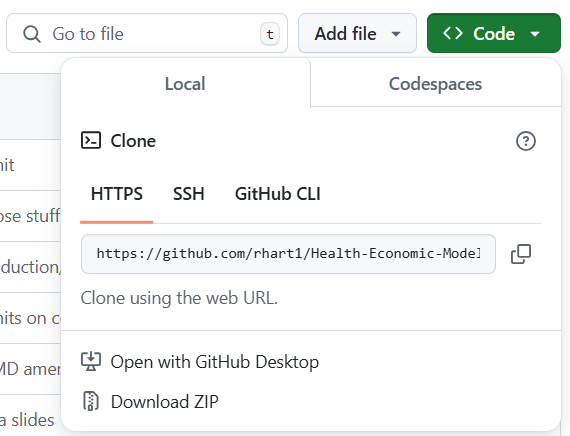 Go to file
t
Add file
Code
Local
Codespaces
Clone
HTTPS
SSH
GitHub CLI
https://github.com/rhart1/Health-Economic-Model
Clone using the web URL.
Open with GitHub Desktop
Download ZIP
nit
ose stuff
duction,
nits on c
MD amer
a slides